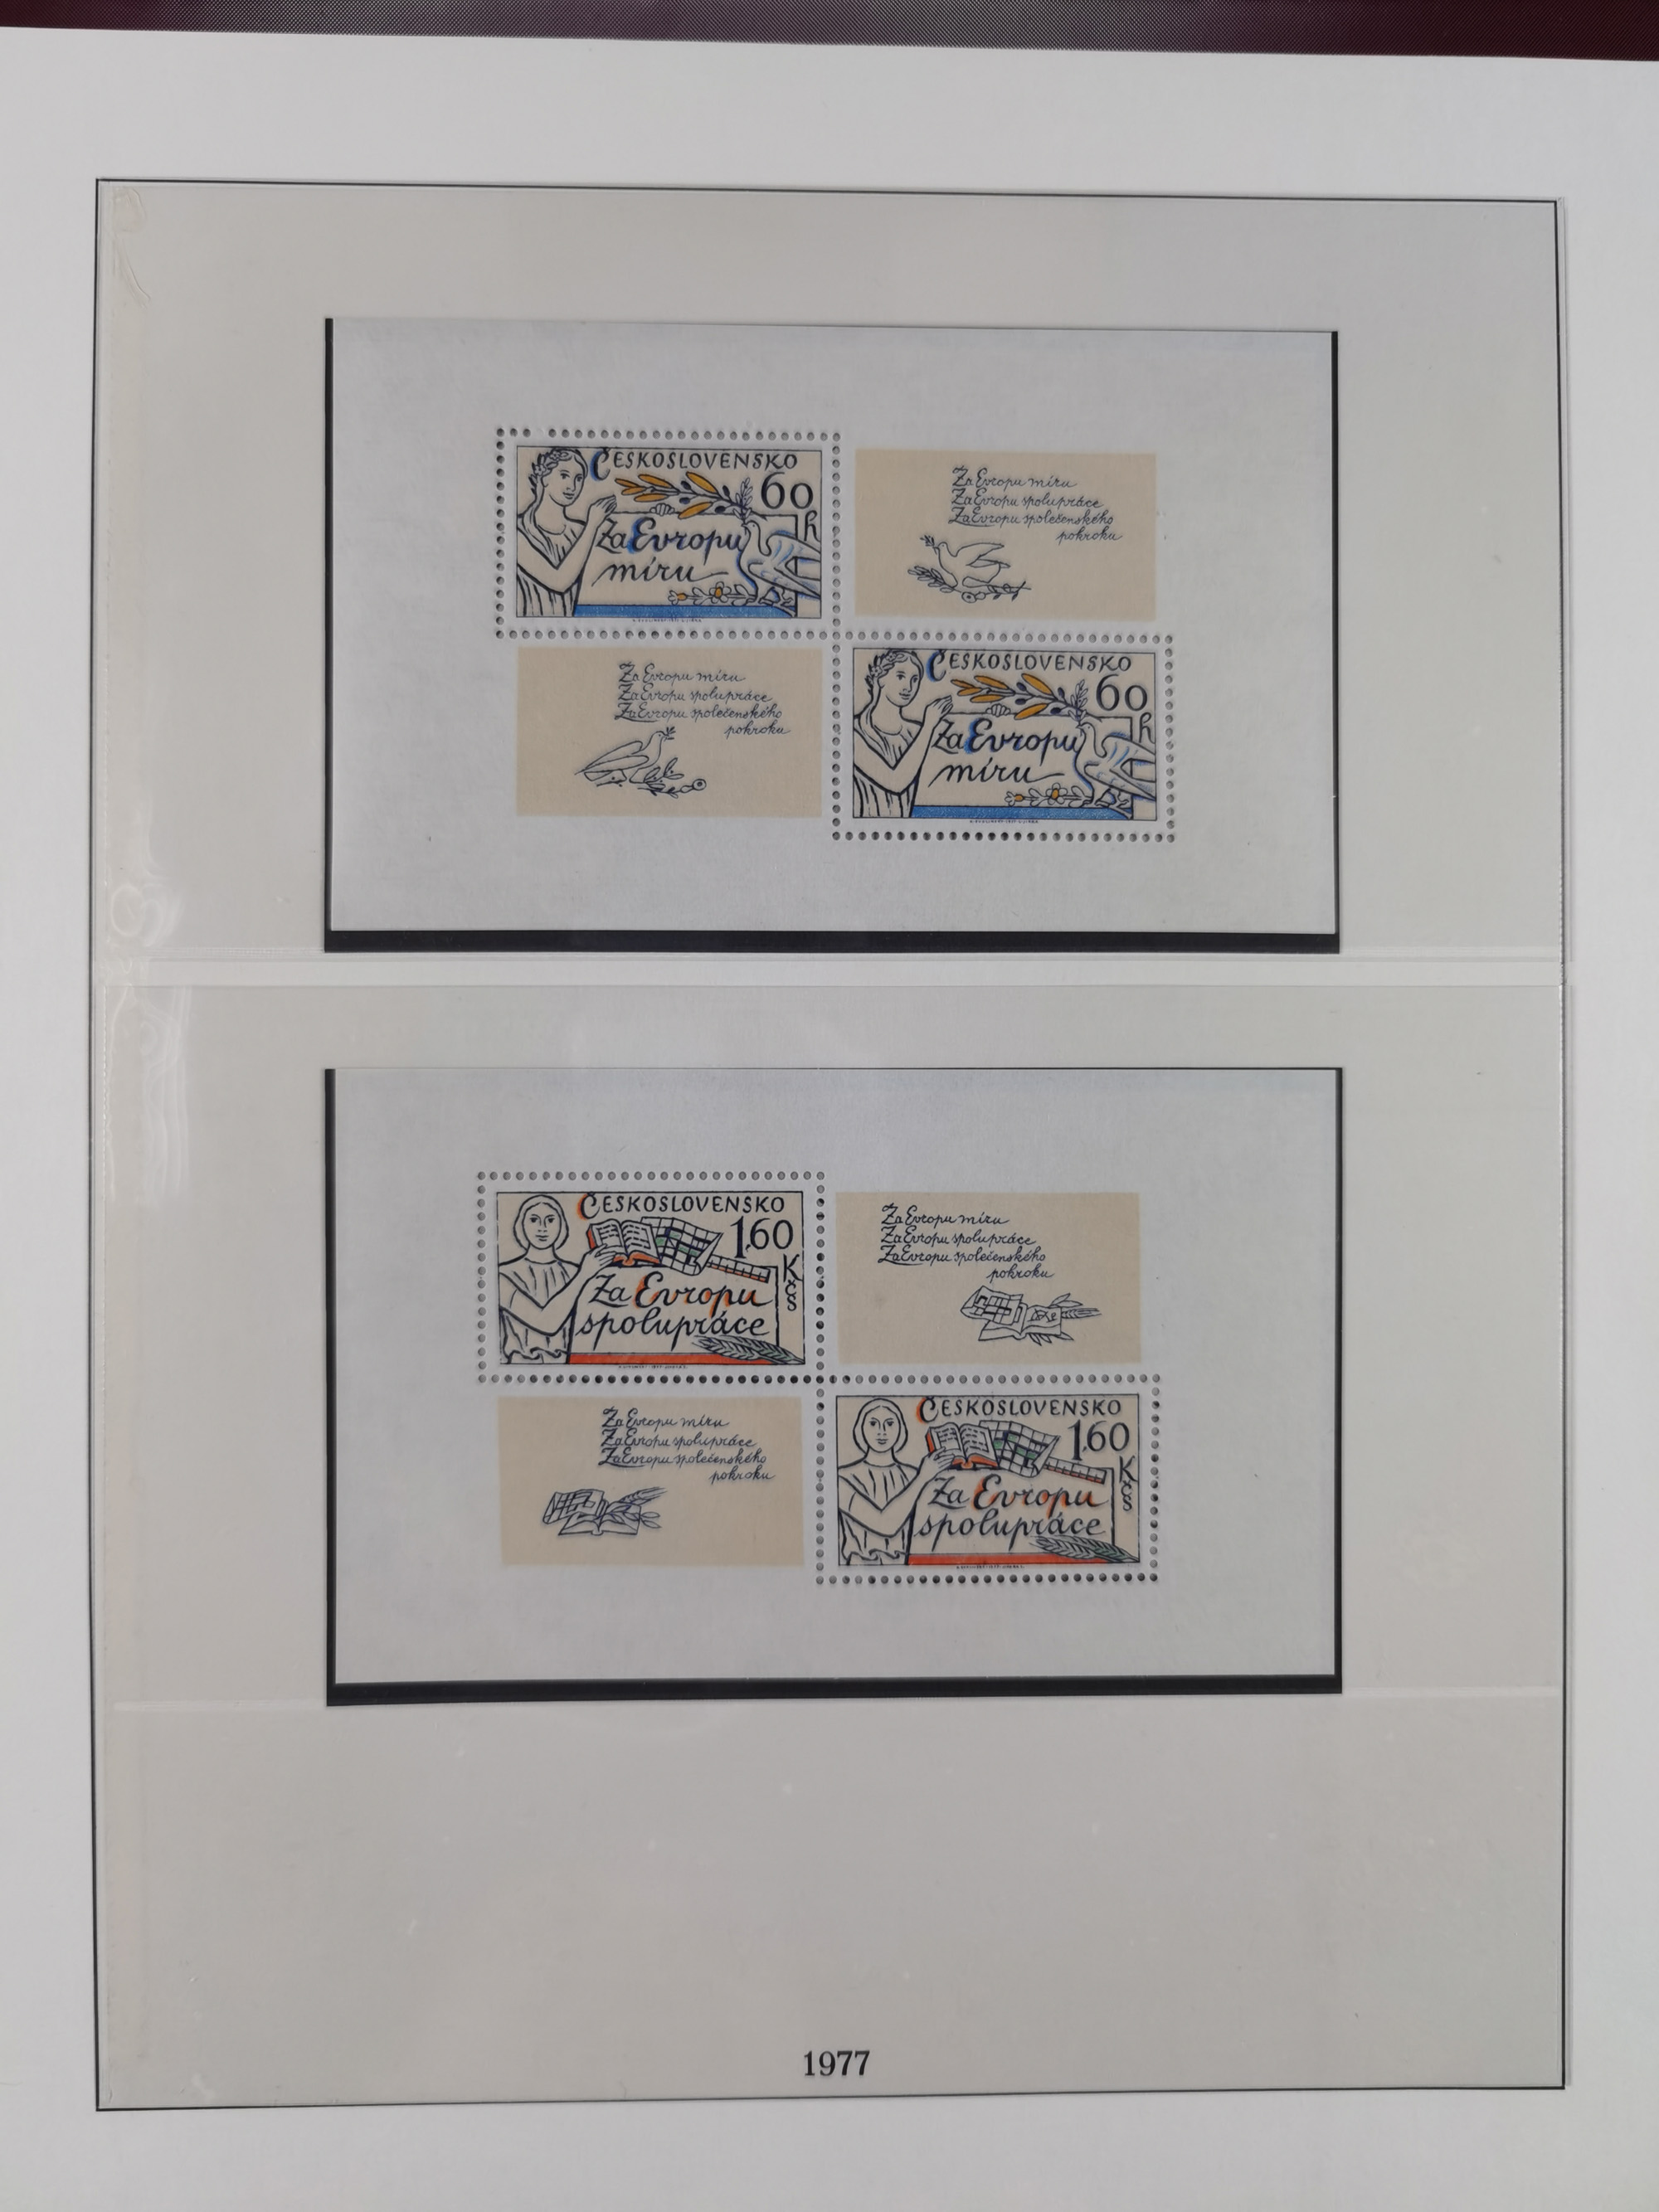 ČESKOSLOVENSKO
60
h
Za Evropu
míru
Za Evropu míru
Za Evropu spolupráce
Za Evropu společenského
pokroku
Za Evropu míru
Za Evropu spolupráce
Za Evropu společenského
pokroku
ČESKOSLOVENSKO
60
h
Za Evropu
míru
ČESKOSLOVENSKO
1.60
Kčs
Za Evropu
spolupráce
Za Evropu míru
Za Evropu spolupráce
Za Evropu společenského
pokroku
Za Evropu míru
Za Evropu spolupráce
Za Evropu společenského
pokroku
ČESKOSLOVENSKO
1.60
Kčs
Za Evropu
spolupráce
1977